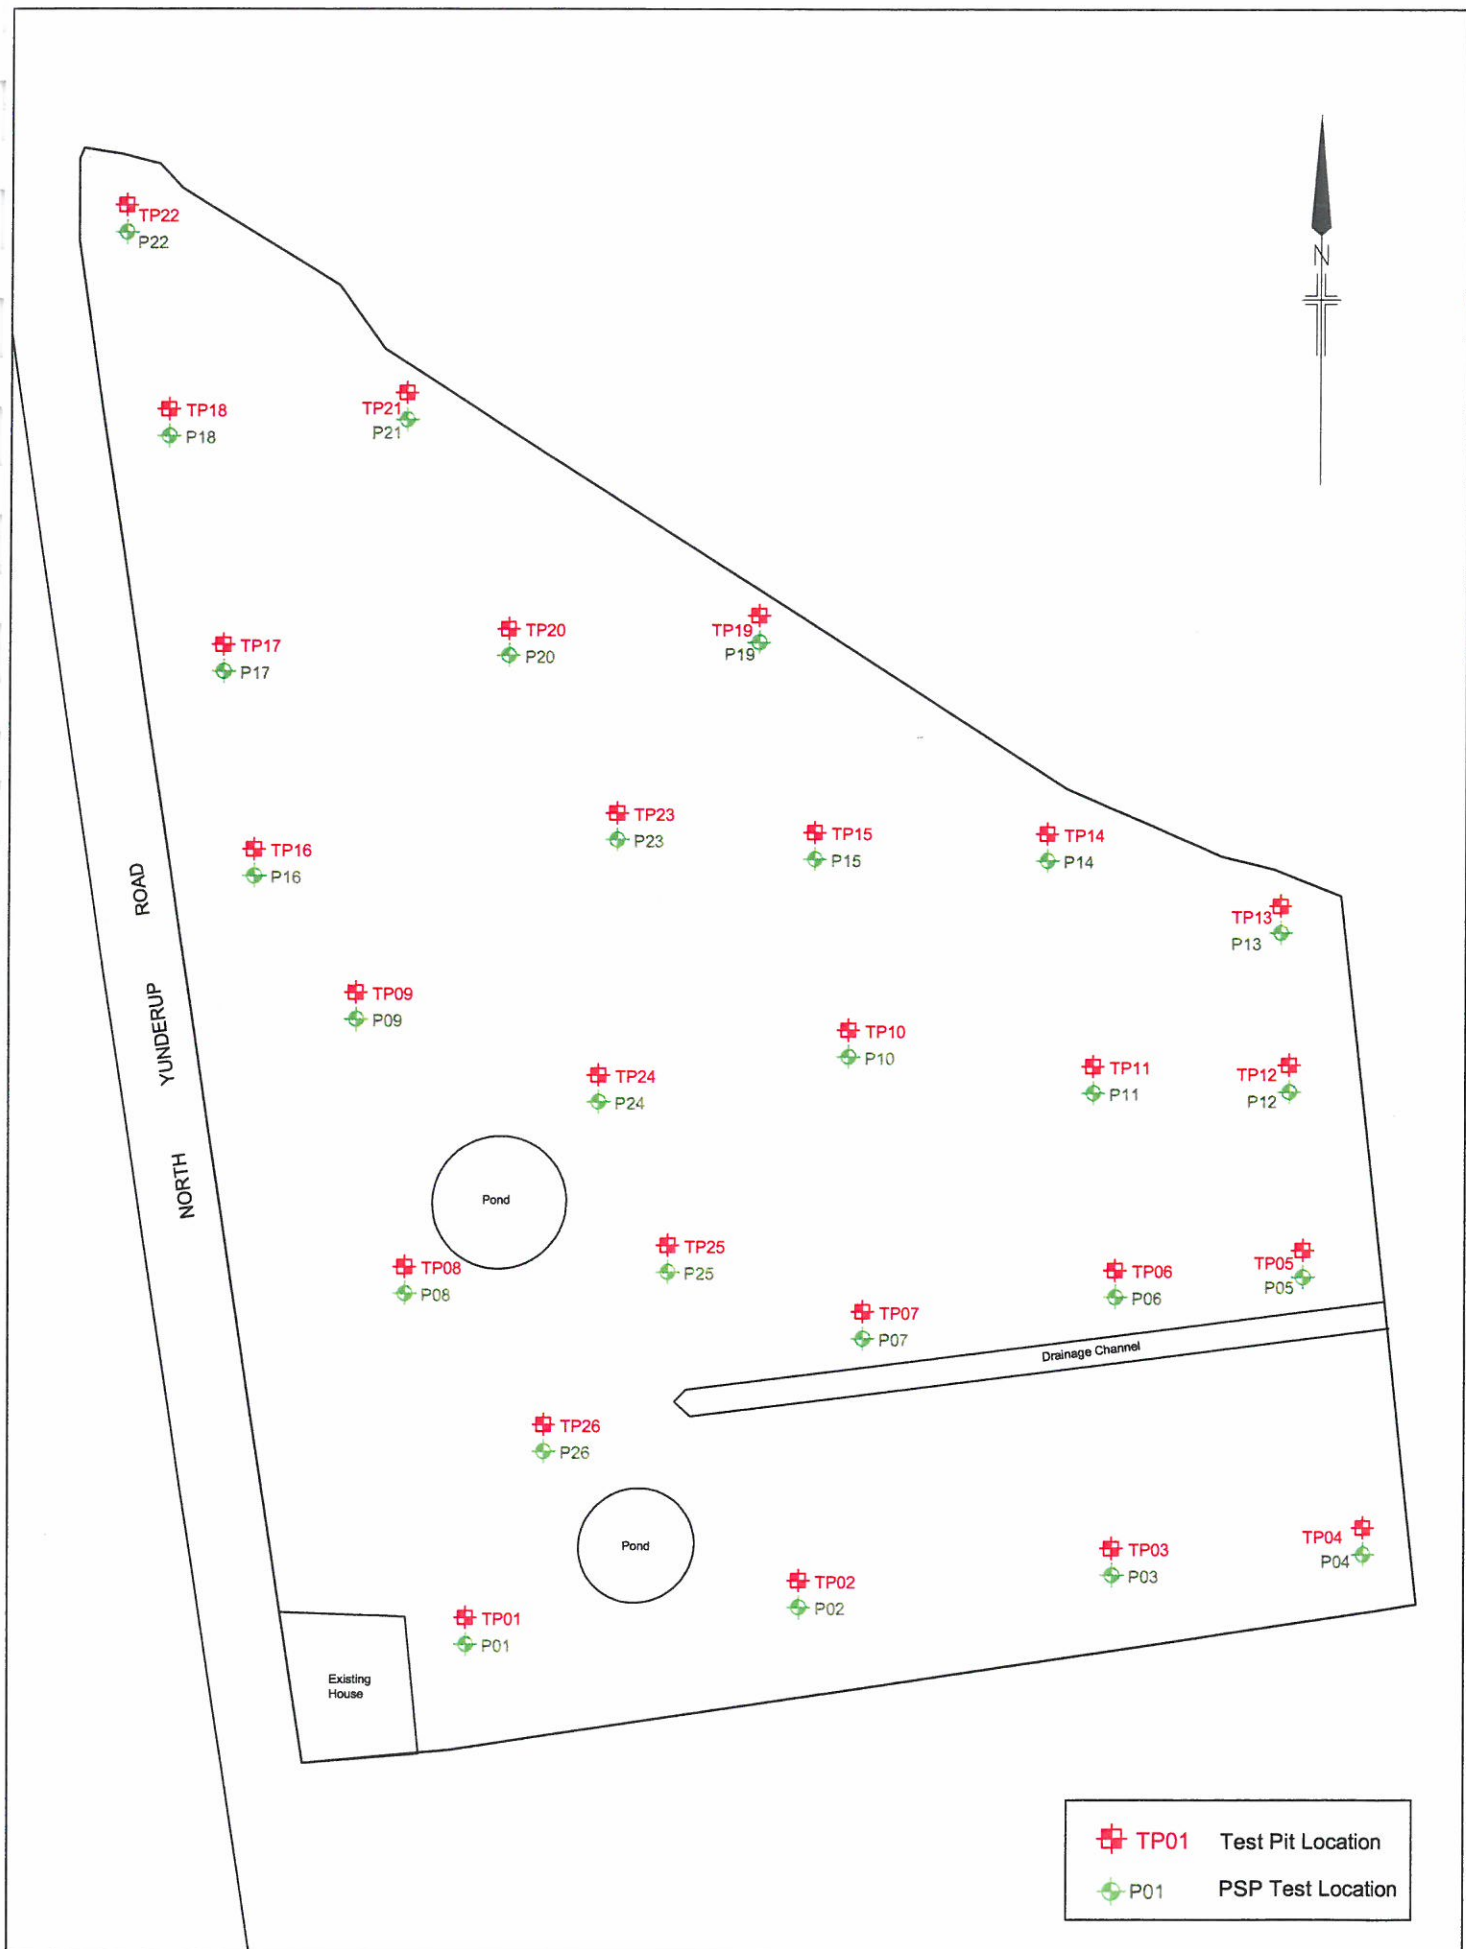 N
TP22
P22
TP21
P21
TP18
P18
TP19
P19
TP20
P20
TP17
P17
TP23
P23
TP15
P15
TP14
P14
TP16
P16
TP13
P13
TP09
P09
TP10
P10
TP11
P11
TP12
P12
TP24
P24
NORTH YUNDERUP ROAD
Pond
TP25
P25
TP08
P08
TP05
P05
TP06
P06
TP07
P07
Drainage Channel
TP26
P26
Pond
TP04
P04
TP03
P03
TP02
P02
TP01
P01
Existing
House
TP01 Test Pit Location
P01 PSP Test Location